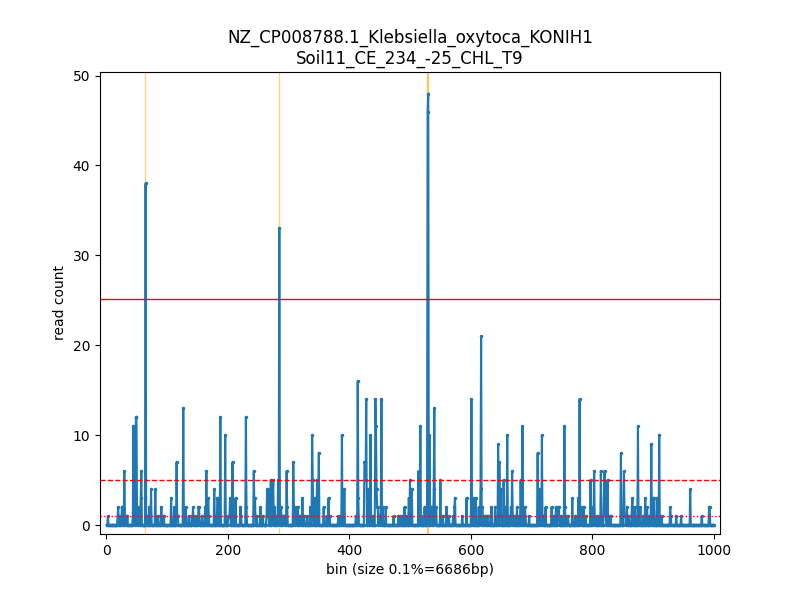 NZ_CP008788.1_Klebsiella_oxytoca_KONIH1
Soil11_CE_234_-25_CHL_T9
50
40
30
20
10
0
read count
0 200 400 600 800 1000
bin (size 0.1%=6686bp)